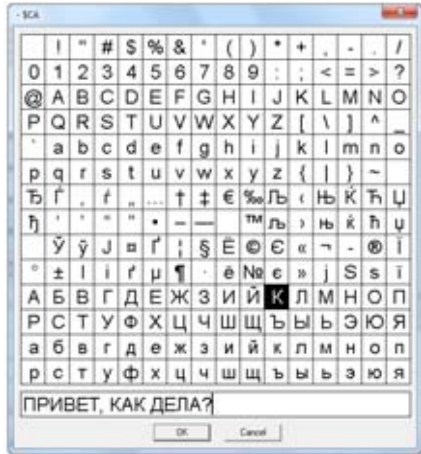 - SCA
! " # $ % & ' ( ) * + , - . /
0 1 2 3 4 5 6 7 8 9 : ; < = > ?
@ A B C D E F G H I J K L M N O
P Q R S T U V W X Y Z [ \ ] ^ _
` a b c d e f g h i j k l m n o
p q r s t u v w x y z { | } ~
Ђ Ѓ ‚ ѓ „ … † ‡ € ‰ Љ ‹ Њ Ќ Ћ Џ
ђ ‘ ’ “ ” • – — ™ љ › њ ќ ћ џ
Ў ў Ј ¤ Ґ ¦ § Ё © Є « ¬ - ® Ї
° ± І і ґ µ ¶ · ё № є » ј Ѕ ѕ ї
А Б В Г Д Е Ж З И Й К Л М Н О П
Р С Т У Ф Х Ц Ч Ш Щ Ъ Ы Ь Э Ю Я
а б в г д е ж з и й к л м н о п
р с т у ф х ц ч ш щ ъ ы ь э ю я
ПРИВЕТ, КАК ДЕЛА?
OK Cancel